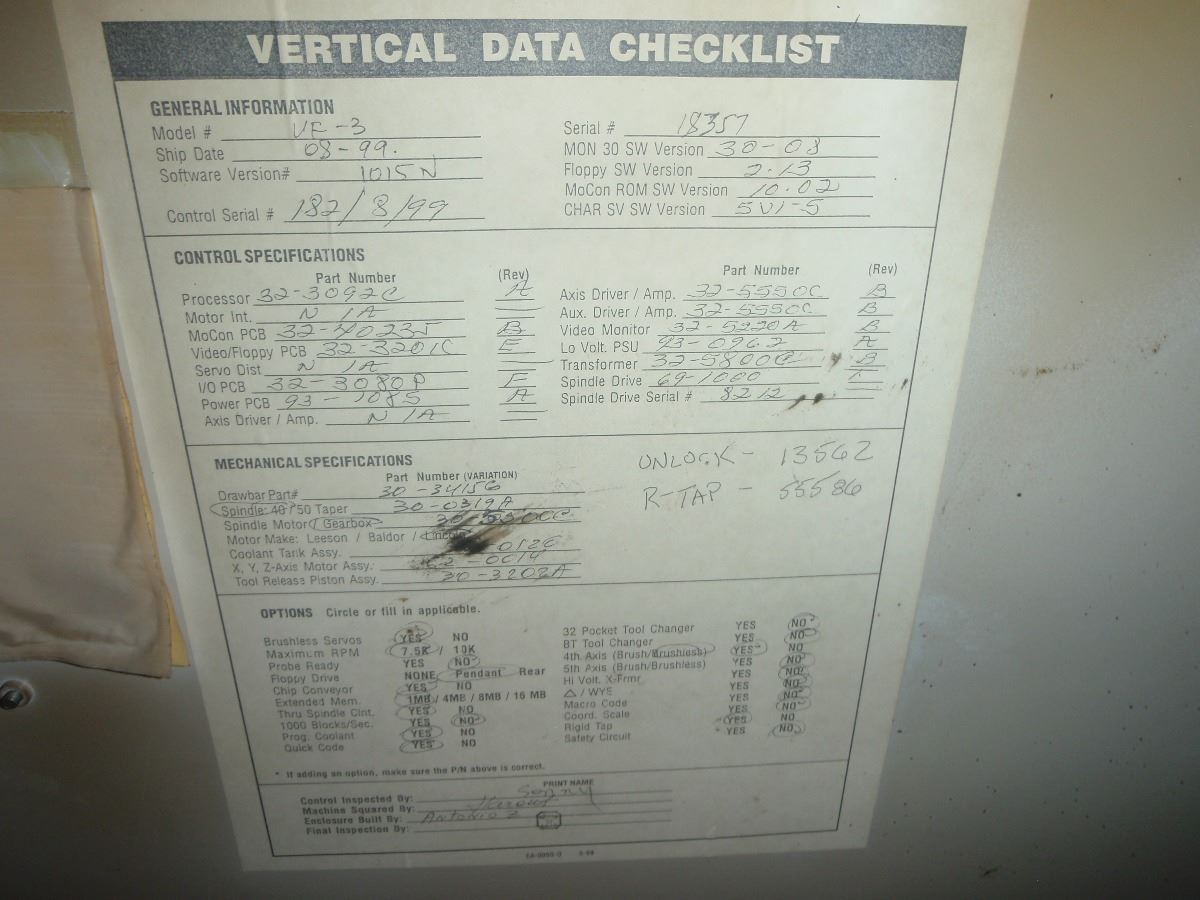 VERTICAL DATA CHECKLIST
GENERAL INFORMATION
Model # VF-3
Ship Date 08-99.
Software Version# 1015N
Control Serial # 182/8/99
Serial # 18357
MON 30 SW Version 30-08
Floppy SW Version 2.13
MoCon ROM SW Version 10.02
CHAR SV SW Version 5V1-5
CONTROL SPECIFICATIONS
Part Number (Rev)
Processor 32-3092C A
Motor Int. N/A
MoCon PCB 32-4023J B
Video/Floppy PCB 32-3201C E
Servo Dist N/A
I/O PCB 32-3080P F
Power PCB 93-1085 A
Axis Driver / Amp. N/A
Part Number (Rev)
Axis Driver / Amp. 32-5550C B
Aux. Driver / Amp. 32-5550C B
Video Monitor 32-5220A B
Lo Volt. PSU 93-0962 A
Transformer 32-5800C B
Spindle Drive 69-1000
Spindle Drive Serial # 8212
MECHANICAL SPECIFICATIONS
Part Number (VARIATION)
Drawbar Part# 30-3415G
Spindle: 40 / 50 Taper 30-0319A
Spindle Motor / Gearbox
Motor Make: Leeson / Baldor / Lincoln
Coolant Tank Assy.
X, Y, Z-Axis Motor Assy. 62-0014
Tool Release Piston Assy. 30-3202A
UNLOCK - 13562
R-TAP - 55586
OPTIONS Circle or fill in applicable.
Brushless Servos YES NO
Maximum RPM 7.5K / 10K
Probe Ready YES NO
Floppy Drive NONE Pendant Rear
Chip Conveyor YES NO
Extended Mem. 1MB / 4MB / 8MB / 16 MB
Thru Spindle Clnt. YES NO
1000 Blocks/Sec. YES NO
Prog. Coolant YES NO
Quick Code YES NO
32 Pocket Tool Changer YES NO
BT Tool Changer YES NO
4th Axis (Brush/Brushless) YES NO
5th Axis (Brush/Brushless) YES NO
Hi Volt. X-Frmr YES NO
△ / WYE YES NO
Macro Code YES NO
Coord. Scale YES NO
Rigid Tap YES NO
Safety Circuit * YES NO
* If adding an option, make sure the P/N above is correct.
PRINT NAME
Control Inspected By: Sonny
Machine Squared By:
Enclosure Built By: Antonio Z
Final Inspection By: